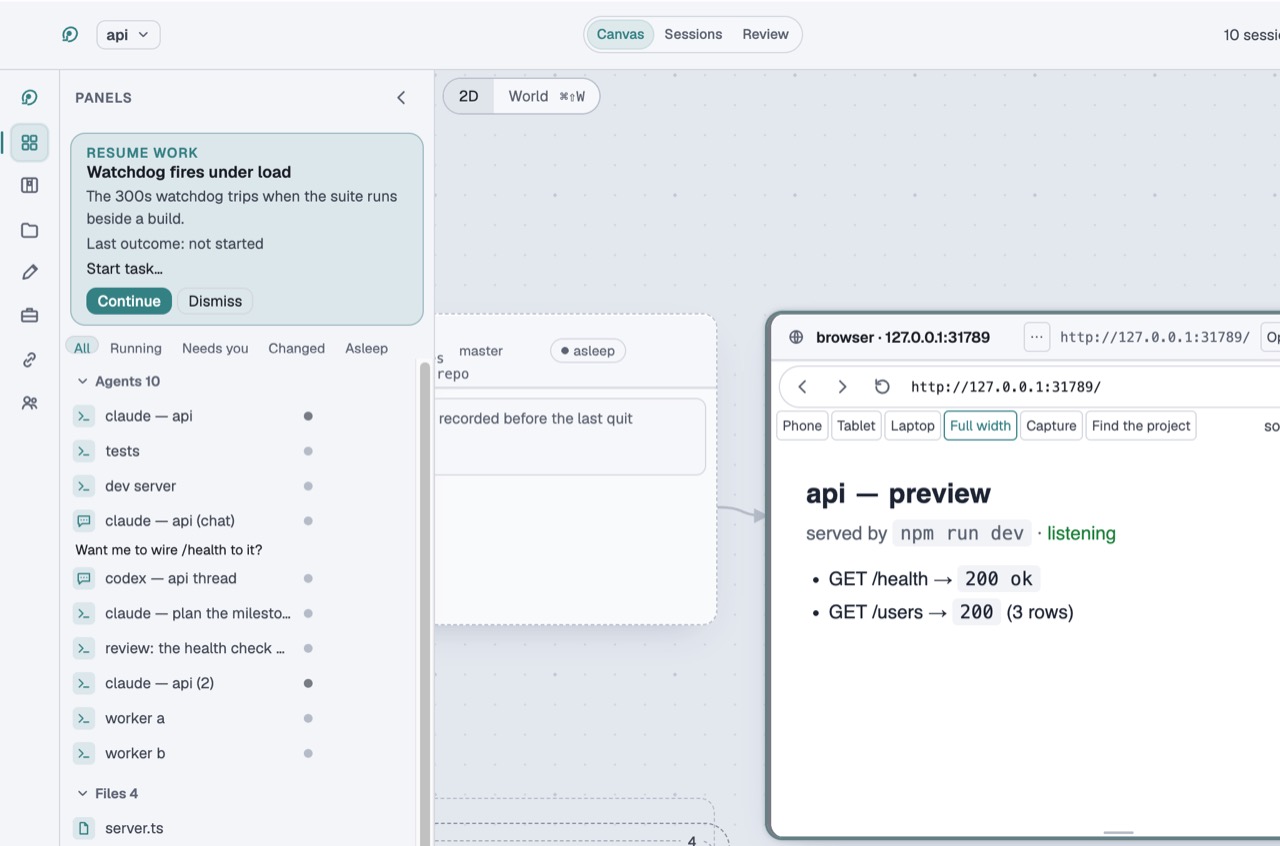 api
Canvas Sessions Review
10 sessi
PANELS
2D World ⌘⇧W
RESUME WORK
Watchdog fires under load
The 300s watchdog trips when the suite runs
beside a build.
Last outcome: not started
Start task…
Continue Dismiss
All Running Needs you Changed Asleep
Agents 10
claude — api
tests
dev server
claude — api (chat)
Want me to wire /health to it?
codex — api thread
claude — plan the milesto…
review: the health check …
claude — api (2)
worker a
worker b
Files 4
server.ts
s master asleep
repo
recorded before the last quit
4
browser · 127.0.0.1:31789 ··· http://127.0.0.1:31789/ Op
http://127.0.0.1:31789/
Phone Tablet Laptop Full width Capture Find the project so
api — preview
served by npm run dev · listening
• GET /health → 200 ok
• GET /users → 200 (3 rows)